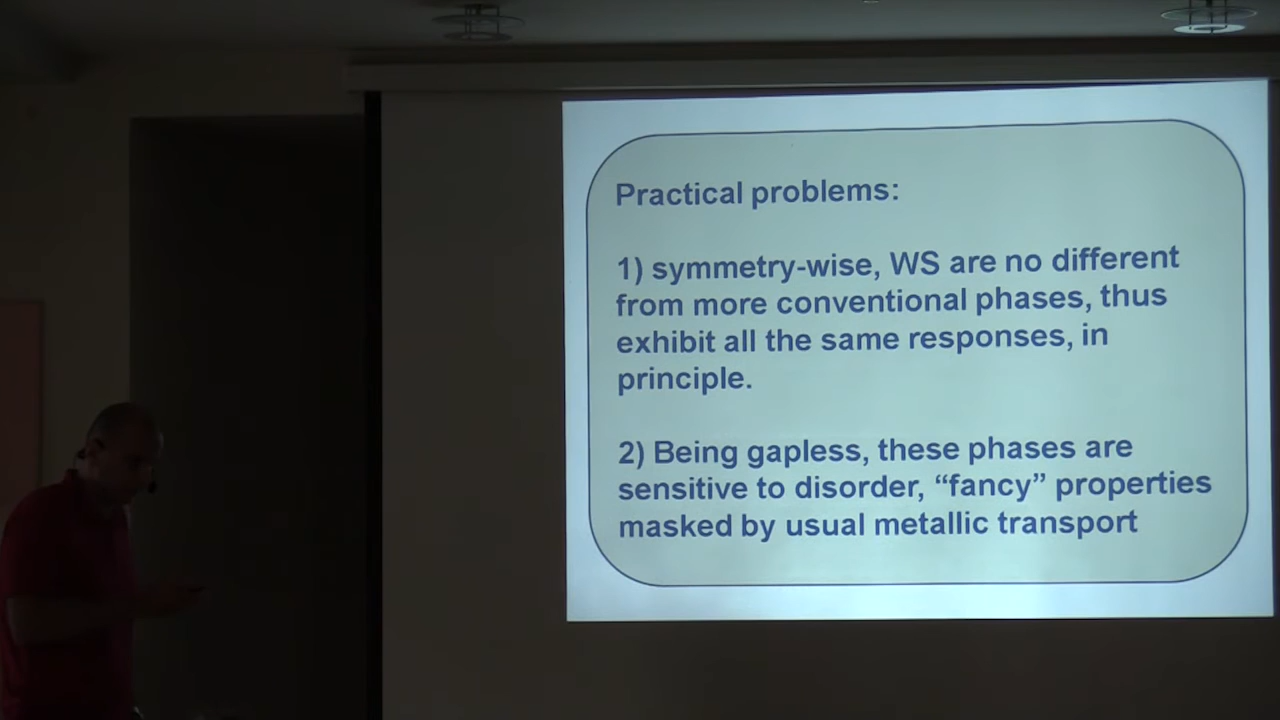 Practical problems:
1) symmetry-wise, WS are no different
from more conventional phases, thus
exhibit all the same responses, in
principle.
2) Being gapless, these phases are
sensitive to disorder, “fancy” properties
masked by usual metallic transport